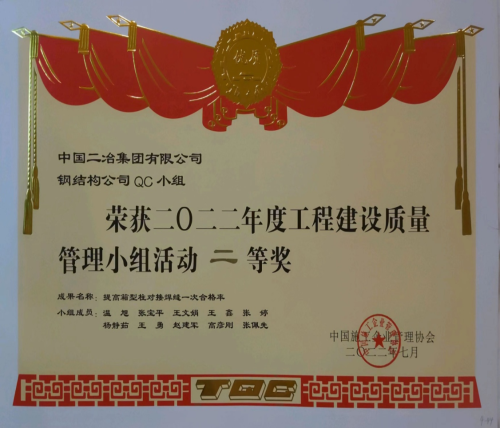 中国二冶集团有限公司
钢结构公司QC小组
荣获二〇二二年度工程建设质量
管理小组活动 二 等奖
成果名称：提高箱型柱对接焊缝一次合格率
小组成员：温 旭 张宝平 王文娟 王 磊 张 婷
杨静茹 王 勇 赵建军 高彦刚 张佩先
中国施工企业管理协会
二〇二二年七月
TQC